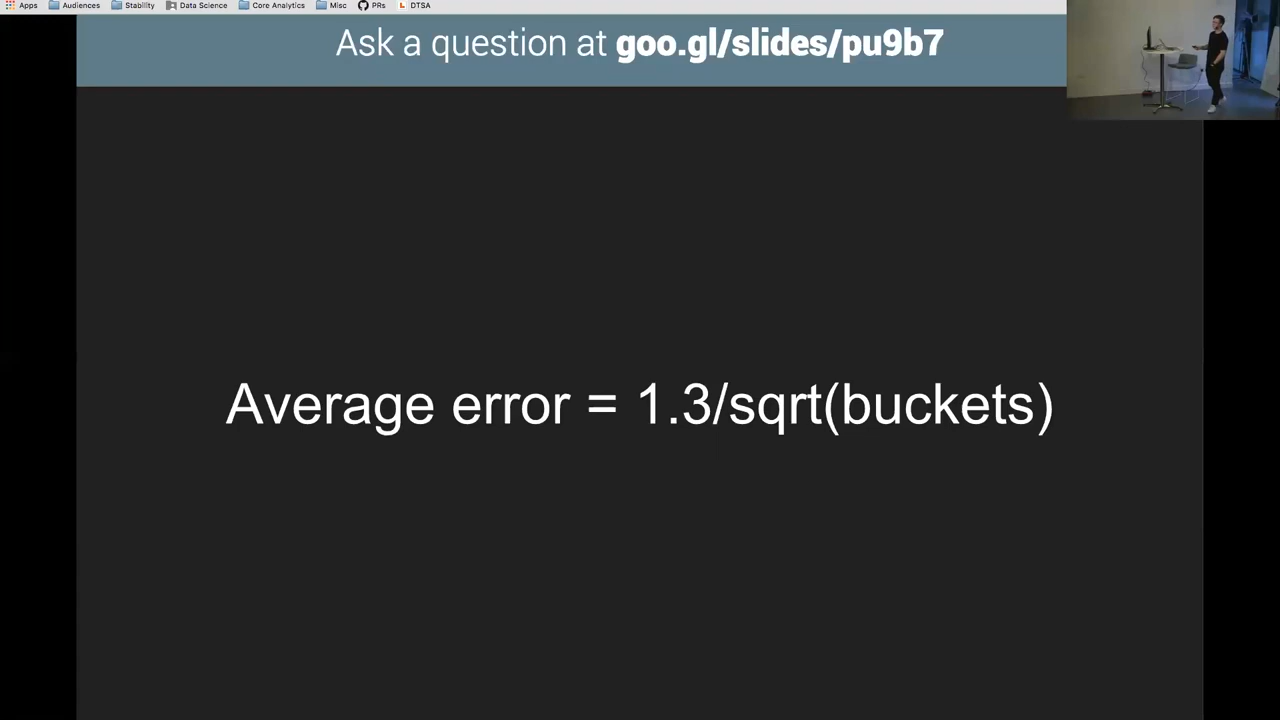 Apps Audiences Stability Data Science Core Analytics Misc PRs DTSA
Ask a question at goo.gl/slides/pu9b7
Average error = 1.3/sqrt(buckets)